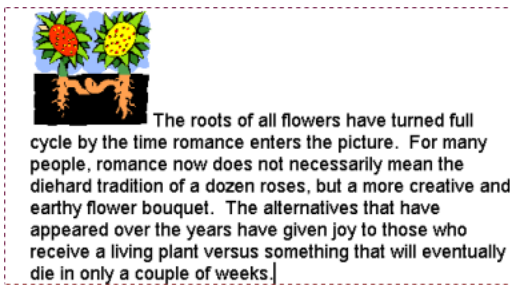 The roots of all flowers have turned full
cycle by the time romance enters the picture.  For many
people, romance now does not necessarily mean the
diehard tradition of a dozen roses, but a more creative and
earthy flower bouquet.  The alternatives that have
appeared over the years have given joy to those who
receive a living plant versus something that will eventually
die in only a couple of weeks.